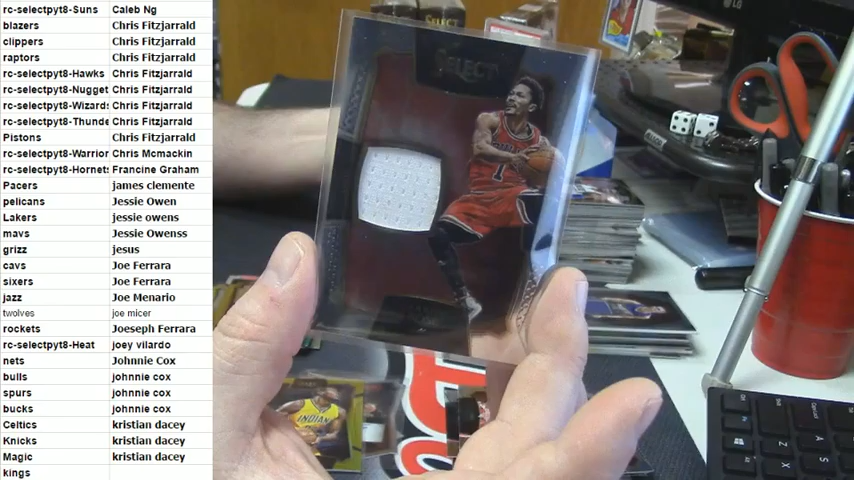 rc-selectpyt8-Suns Caleb Ng
blazers Chris Fitzjarrald
clippers Chris Fitzjarrald
raptors Chris Fitzjarrald
rc-selectpyt8-Hawks Chris Fitzjarrald
rc-selectpyt8-Nugget Chris Fitzjarrald
rc-selectpyt8-Wizards Chris Fitzjarrald
rc-selectpyt8-Thunde Chris Fitzjarrald
Pistons Chris Fitzjarrald
rc-selectpyt8-Warrior Chris Mcmackin
rc-selectpyt8-Hornets Francine Graham
Pacers james clemente
pelicans Jessie Owen
Lakers jessie owens
mavs Jessie Owenss
grizz jesus
cavs Joe Ferrara
sixers Joe Ferrara
jazz Joe Menario
twolves joe micer
rockets Joeseph Ferrara
rc-selectpyt8-Heat joey vilardo
nets Johnnie Cox
bulls johnnie cox
spurs johnnie cox
bucks johnnie cox
Celtics kristian dacey
Knicks kristian dacey
Magic kristian dacey
kings
SELECT
1
LG
INDIAN